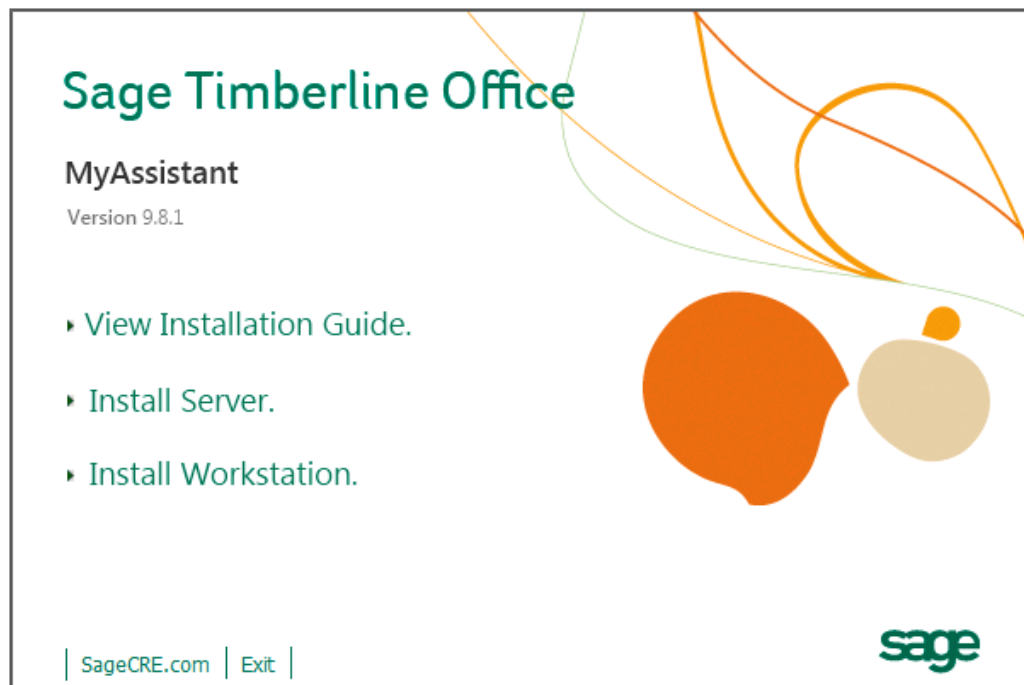 Sage Timberline Office
MyAssistant
Version 9.8.1
View Installation Guide.
Install Server.
Install Workstation.
SageCRE.com | Exit |
sage